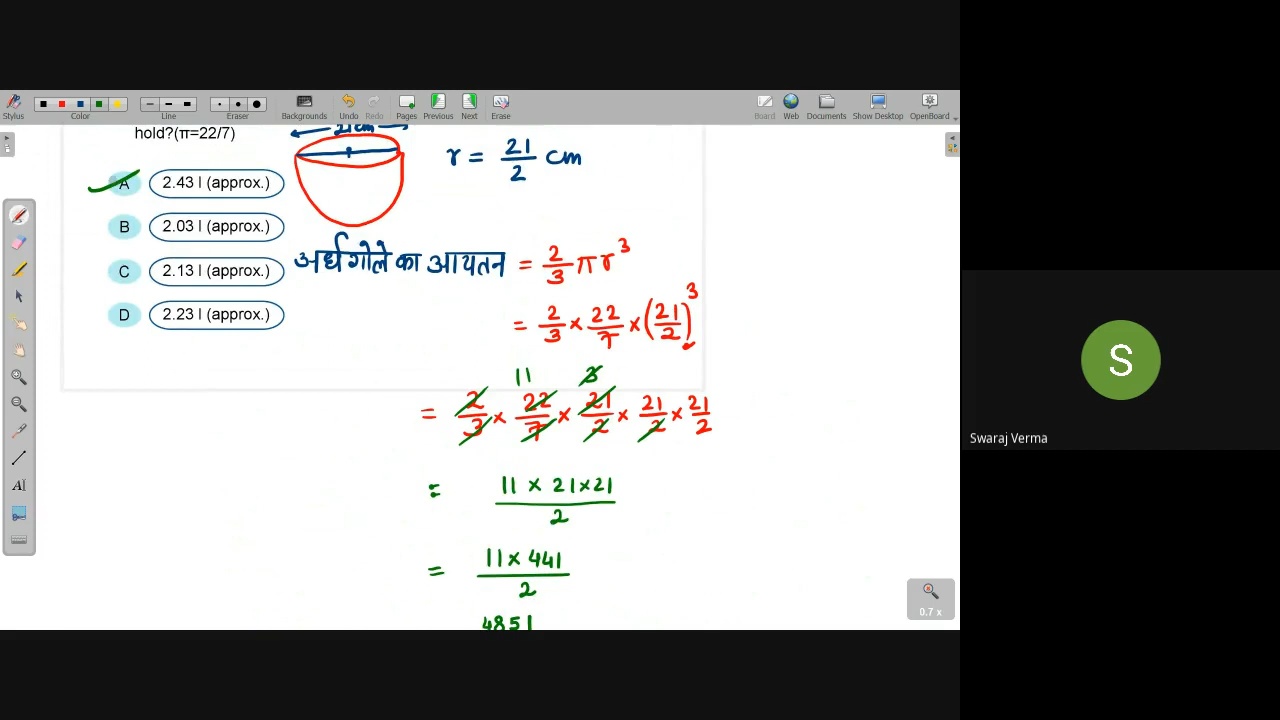 Stylus
Color
Line
Eraser
Backgrounds
Undo
Redo
Pages
Previous
Next
Erase
Board
Web
Documents
Show Desktop
OpenBoard
hold?(π=22/7)
21cm
r = 21/2 cm
A 2.43 l (approx.)
B 2.03 l (approx.)
C 2.13 l (approx.)
D 2.23 l (approx.)
अर्धगोले का आयतन = 2/3 π r³
= 2/3 × 22/7 × (21/2)³
11 3
= 2/3 × 22/7 × 21/2 × 21/2 × 21/2
= 11 × 21×21 / 2
= 11× 441 / 2
4851
0.7 x
S
Swaraj Verma